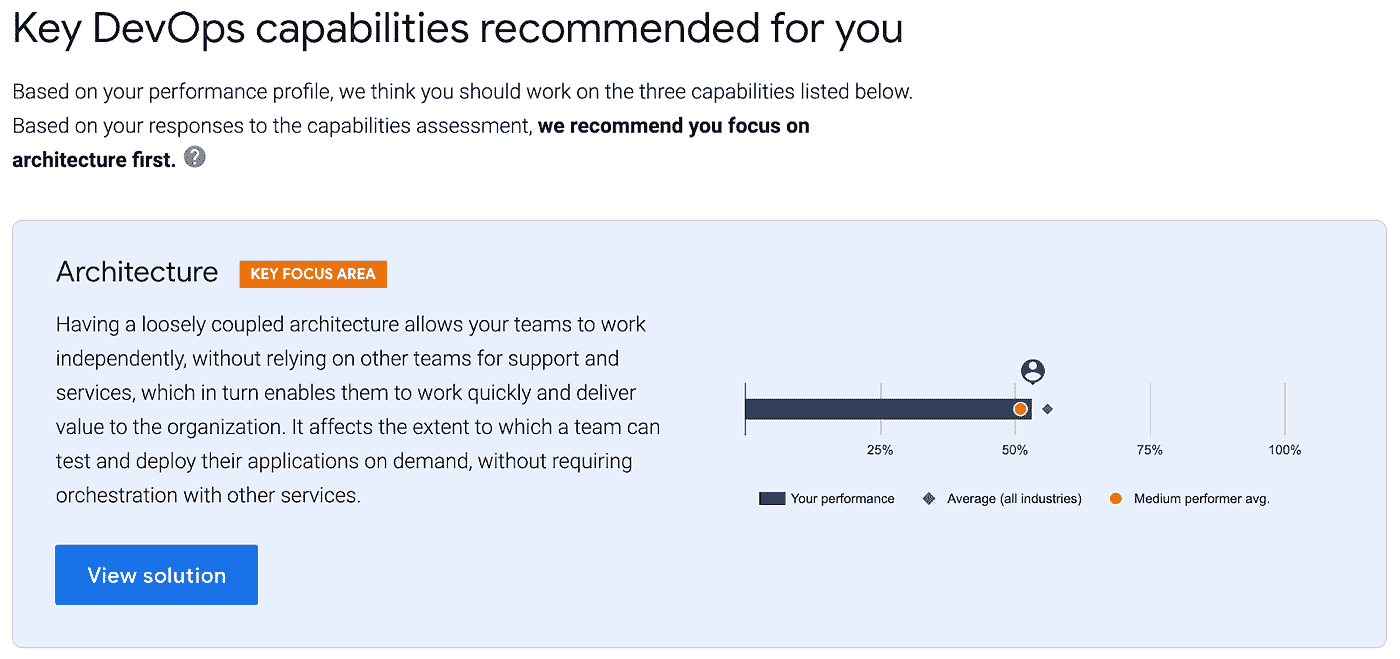 Key DevOps capabilities recommended for you
Based on your performance profile, we think you should work on the three capabilities listed below.
Based on your responses to the capabilities assessment, we recommend you focus on
architecture first. ?
Architecture KEY FOCUS AREA
Having a loosely coupled architecture allows your teams to work
independently, without relying on other teams for support and
services, which in turn enables them to work quickly and deliver
value to the organization. It affects the extent to which a team can
test and deploy their applications on demand, without requiring
orchestration with other services.
25% 50% 75% 100%
Your performance Average (all industries) Medium performer avg.
View solution